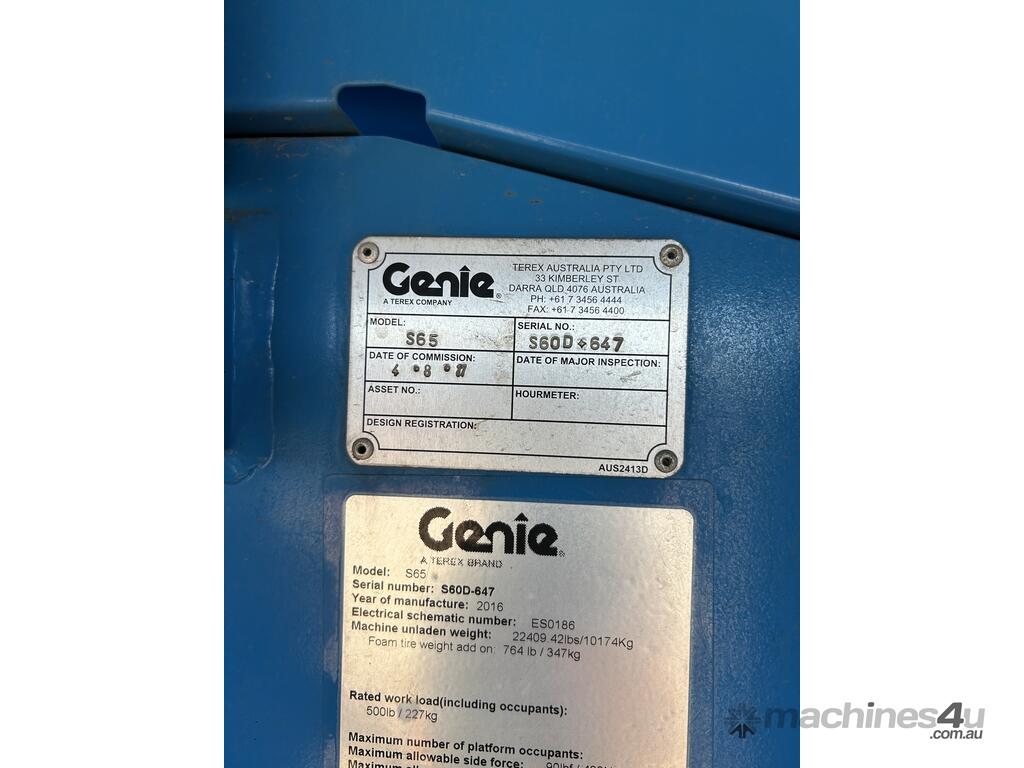 Genie®
A TEREX COMPANY
TEREX AUSTRALIA PTY LTD
33 KIMBERLEY ST
DARRA QLD 4076 AUSTRALIA
PH: +61 7 3456 4444
FAX: +61 7 3456 4400
MODEL: S65
SERIAL NO.: S60D-647
DATE OF COMMISSION: 4 8
DATE OF MAJOR INSPECTION:
ASSET NO.:
HOURMETER:
DESIGN REGISTRATION:
AUS2413D
Genie®
A TEREX BRAND
Model: S65
Serial number: S60D-647
Year of manufacture: 2016
Electrical schematic number: ES0186
Machine unladen weight: 22409.42lbs/10174Kg
Foam tire weight add on: 764 lb / 347kg
Rated work load(including occupants):
500lb / 227kg
Maximum number of platform occupants:
Maximum allowable side force:
machines4u
.com.au